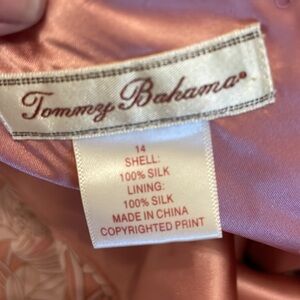 Tommy Bahama®
14
SHELL:
100% SILK
LINING:
100% SILK
MADE IN CHINA
COPYRIGHTED PRINT